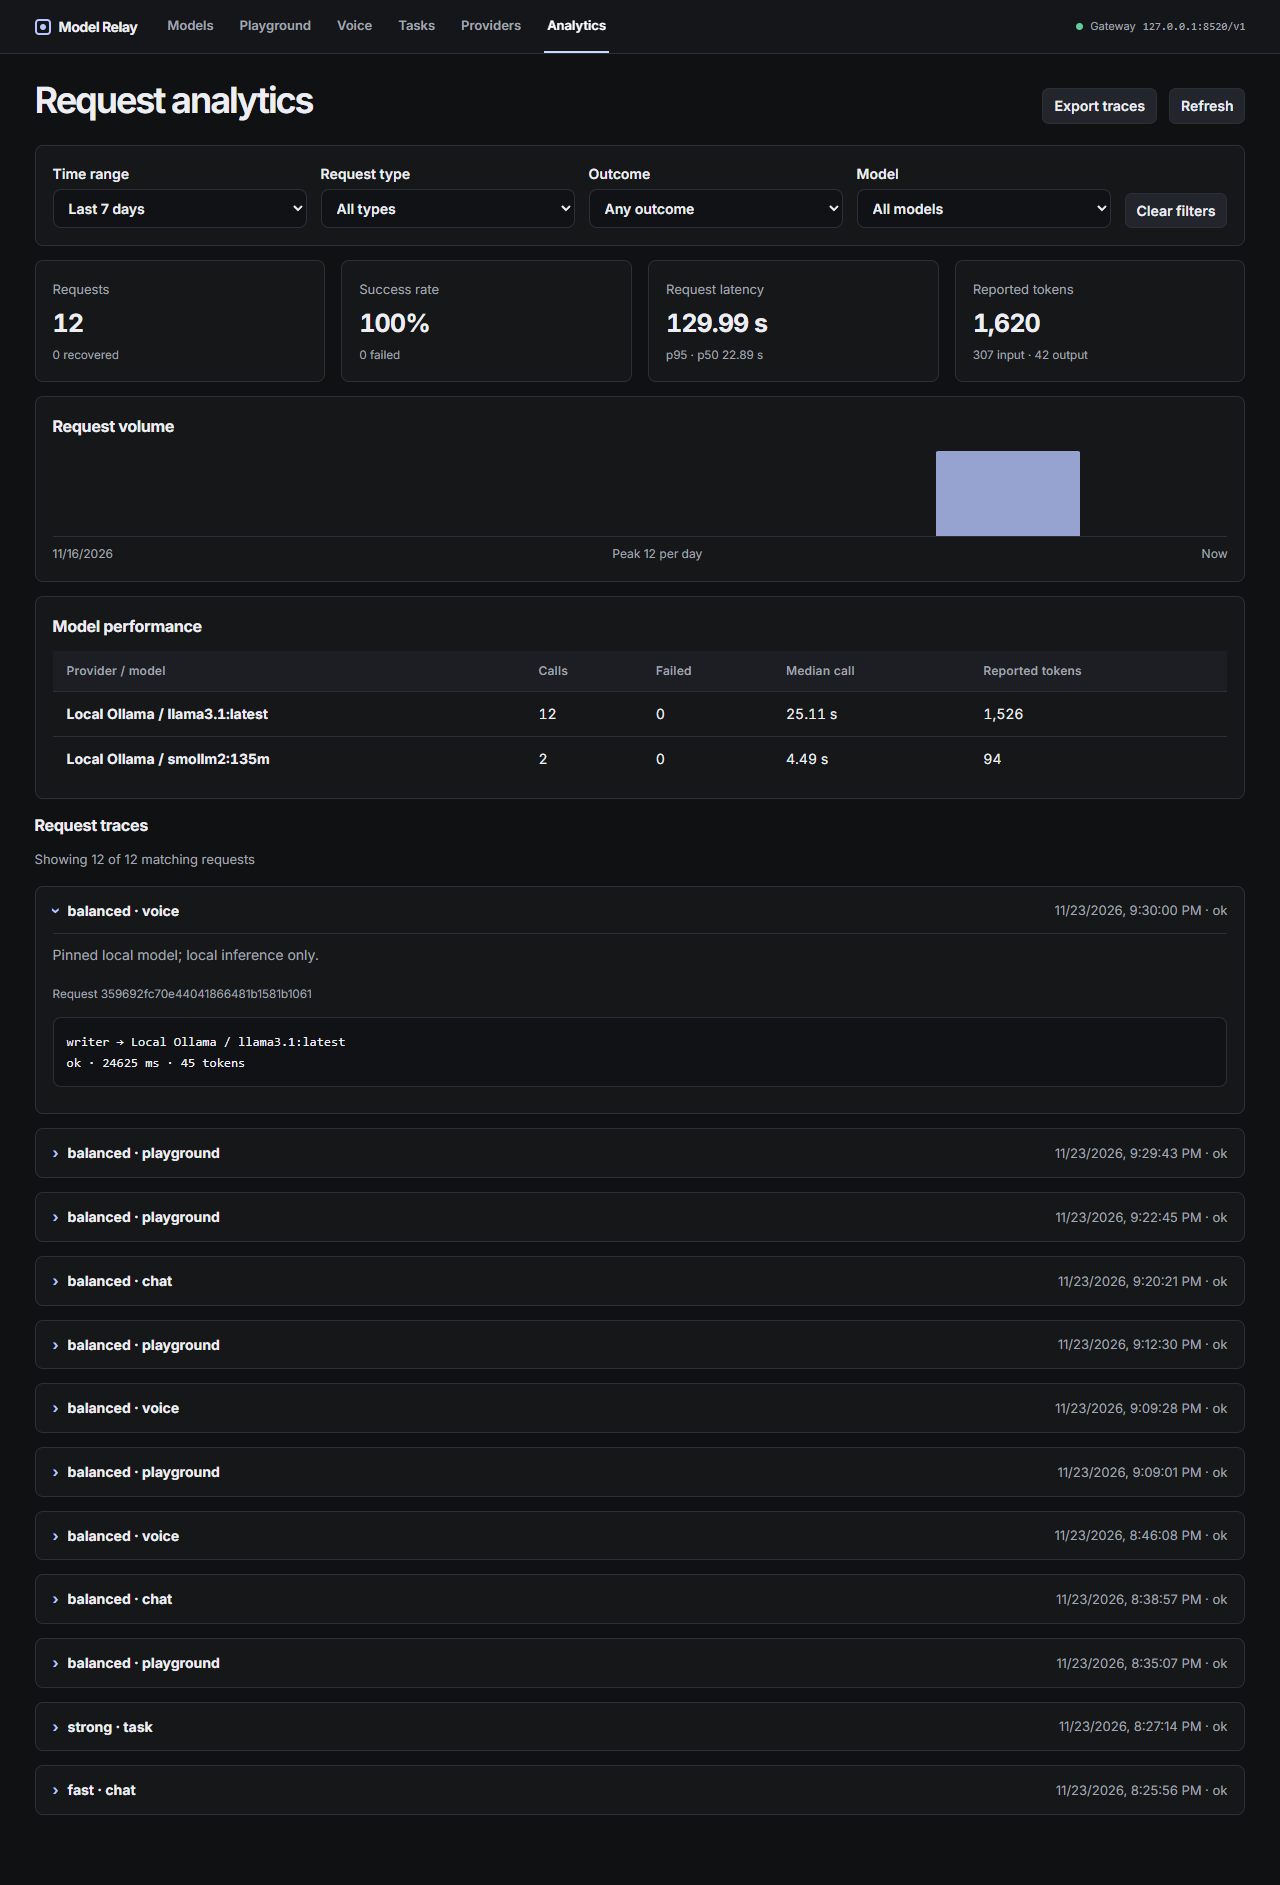 Model Relay Models Playground Voice Tasks Providers Analytics Gateway 127.0.0.1:8520/v1
Request analytics
Export traces Refresh
Time range Request type Outcome Model
Last 7 days All types Any outcome All models Clear filters
Requests Success rate Request latency Reported tokens
12 100% 129.99 s 1,620
0 recovered 0 failed p95 · p50 22.89 s 307 input · 42 output
Request volume
11/16/2026 Peak 12 per day Now
Model performance
Provider / model Calls Failed Median call Reported tokens
Local Ollama / llama3.1:latest 12 0 25.11 s 1,526
Local Ollama / smollm2:135m 2 0 4.49 s 94
Request traces
Showing 12 of 12 matching requests
balanced · voice 11/23/2026, 9:30:00 PM · ok
Pinned local model; local inference only.
Request 359692fc70e44041866481b1581b1061
writer → Local Ollama / llama3.1:latest
ok · 24625 ms · 45 tokens
balanced · playground 11/23/2026, 9:29:43 PM · ok
balanced · playground 11/23/2026, 9:22:45 PM · ok
balanced · chat 11/23/2026, 9:20:21 PM · ok
balanced · playground 11/23/2026, 9:12:30 PM · ok
balanced · voice 11/23/2026, 9:09:28 PM · ok
balanced · playground 11/23/2026, 9:09:01 PM · ok
balanced · voice 11/23/2026, 8:46:08 PM · ok
balanced · chat 11/23/2026, 8:38:57 PM · ok
balanced · playground 11/23/2026, 8:35:07 PM · ok
strong · task 11/23/2026, 8:27:14 PM · ok
fast · chat 11/23/2026, 8:25:56 PM · ok